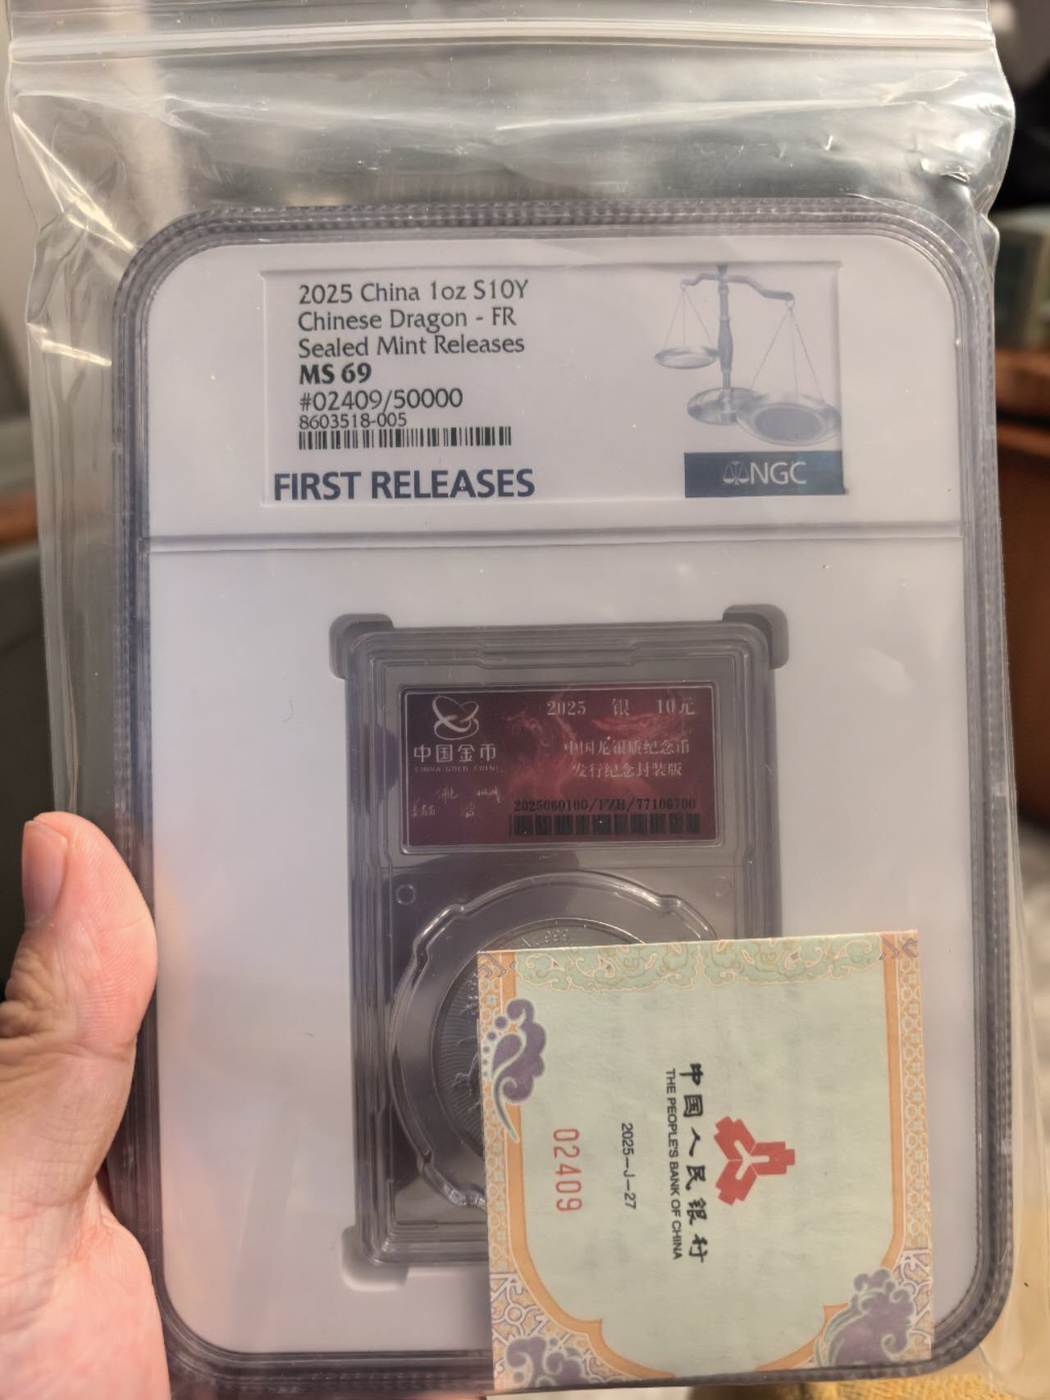 2025 China 1oz S10Y
Chinese Dragon - FR
Sealed Mint Releases
MS 69
#02409/50000
8603518-005
FIRST RELEASES
NGC
2025 银 10元
中国金币
CHINA GOLD COIN
中国龙银质纪念币
发行纪念封装版
中国人民银行
THE PEOPLE'S BANK OF CHINA
2025-J-27
02409